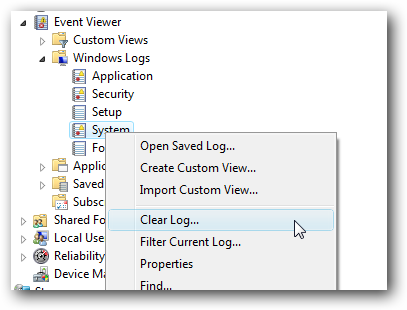 Event Viewer
Custom Views
Windows Logs
Application
Security
Setup
System
Fo
Open Saved Log...
Create Custom View...
Import Custom View...
Clear Log...
Filter Current Log...
Properties
Find...
Applic
Saved
Subsc
Shared Fo
Local Use
Reliability
Device Ma